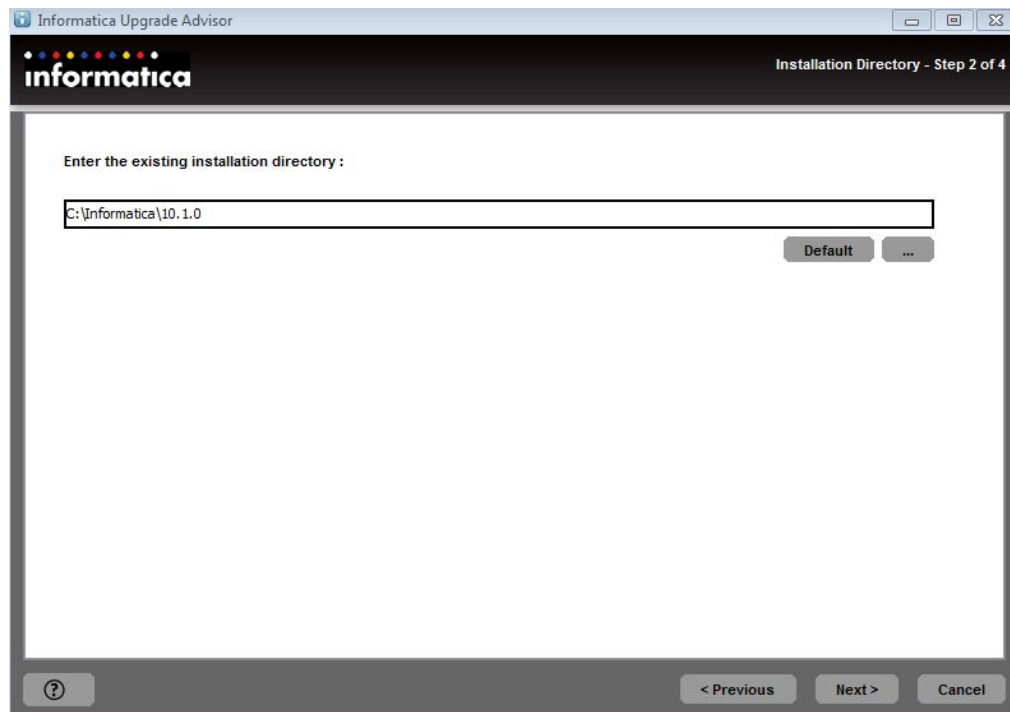 Informatica Upgrade Advisor
informatica
Installation Directory - Step 2 of 4
Enter the existing installation directory :
C:\Informatica\10.1.0
Default ...
? < Previous Next > Cancel